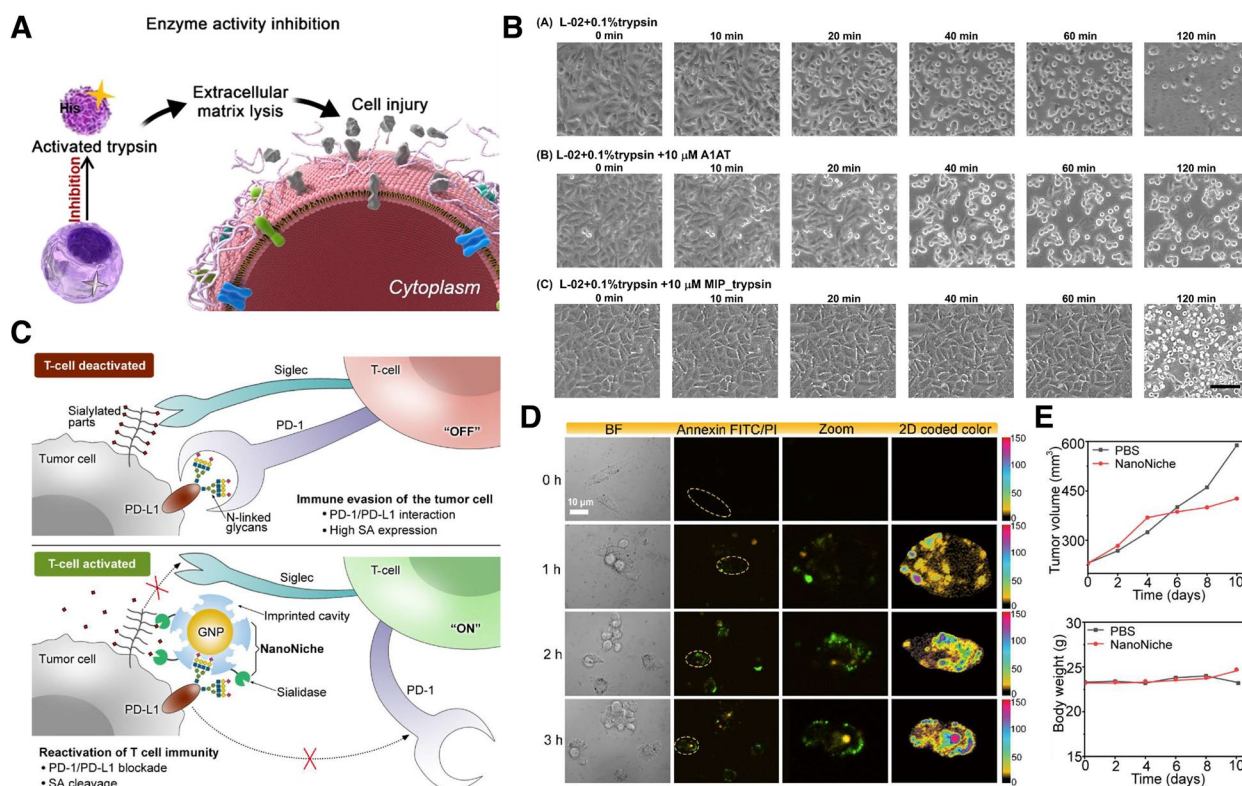 A
Enzyme activity inhibition
His
Activated trypsin
Extracellular
matrix lysis
Cell injury
Inhibition
Cytoplasm
B
(A) L-02+0.1%trypsin
0 min 10 min 20 min 40 min 60 min 120 min
(B) L-02+0.1%trypsin +10 μM A1AT
0 min 10 min 20 min 40 min 60 min 120 min
(C) L-02+0.1%trypsin +10 μM MIP_trypsin
0 min 10 min 20 min 40 min 60 min 120 min
C
T-cell deactivated
Siglec
T-cell
Sialylated
parts
PD-1
"OFF"
Tumor cell
PD-L1
N-linked
glycans
Immune evasion of the tumor cell
• PD-1/PD-L1 interaction
• High SA expression
T-cell activated
Siglec
T-cell
Imprinted cavity
GNP
"ON"
NanoNiche
Tumor cell
Sialidase
PD-1
PD-L1
Reactivation of T cell immunity
• PD-1/PD-L1 blockade
• SA cleavage
D
BF Annexin FITC/PI Zoom 2D coded color
0 h
10 μm
150
100
50
0
1 h
150
100
50
0
2 h
150
100
50
0
3 h
150
100
50
0
E
Tumor volume (mm³)
600
450
300
PBS
NanoNiche
0 2 4 6 8 10
Time (days)
Body weight (g)
30
25
20
15
PBS
NanoNiche
0 2 4 6 8 10
Time (days)